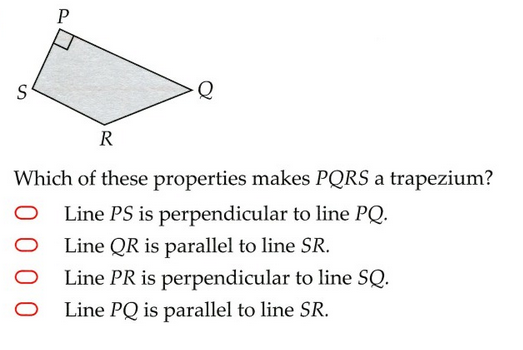 P
S
Q
R
Which of these properties makes PQRS a trapezium?
Line PS is perpendicular to line PQ.
Line QR is parallel to line SR.
Line PR is perpendicular to line SQ.
Line PQ is parallel to line SR.